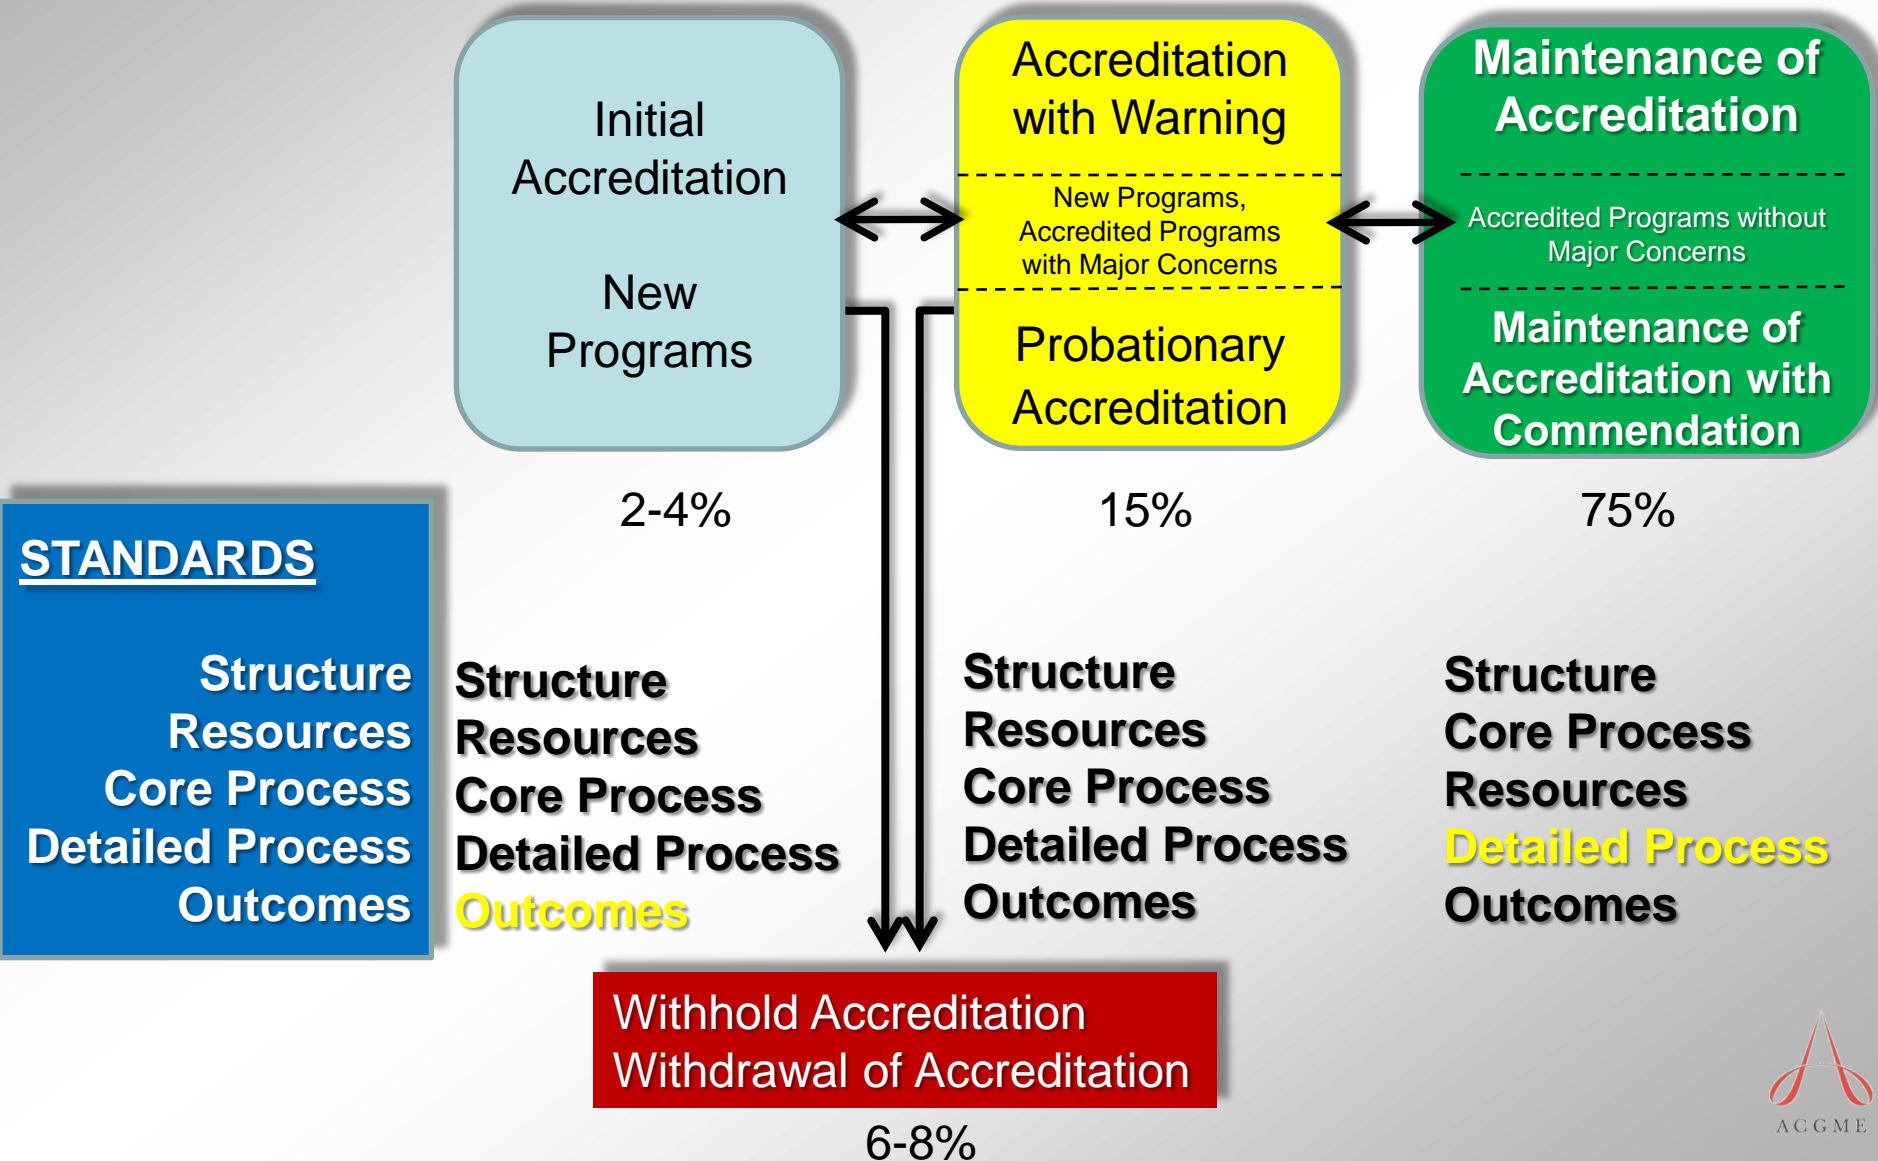 Initial
Accreditation
New
Programs
Accreditation
with Warning
New Programs,
Accredited Programs
with Major Concerns
Probationary
Accreditation
Maintenance of
Accreditation
Accredited Programs without
Major Concerns
Maintenance of
Accreditation with
Commendation
2-4%
15%
75%
STANDARDS
Structure
Resources
Core Process
Detailed Process
Outcomes
Structure
Resources
Core Process
Detailed Process
Outcomes
Structure
Resources
Core Process
Detailed Process
Outcomes
Structure
Core Process
Resources
Detailed Process
Outcomes
Withhold Accreditation
Withdrawal of Accreditation
6-8%
ACGME